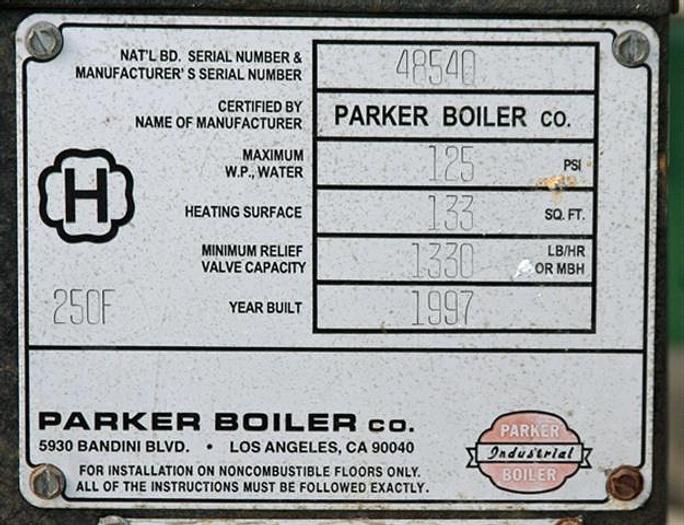 NAT'L BD. SERIAL NUMBER &
MANUFACTURER'S SERIAL NUMBER 48540
CERTIFIED BY
NAME OF MANUFACTURER PARKER BOILER CO.
MAXIMUM
W.P., WATER 125 PSI
H
HEATING SURFACE 133 SQ. FT.
MINIMUM RELIEF
VALVE CAPACITY 1330 LB/HR
OR MBH
250F YEAR BUILT 1997
PARKER BOILER CO.
5930 BANDINI BLVD. • LOS ANGELES, CA 90040
FOR INSTALLATION ON NONCOMBUSTIBLE FLOORS ONLY.
ALL OF THE INSTRUCTIONS MUST BE FOLLOWED EXACTLY.
PARKER
Industrial
BOILER